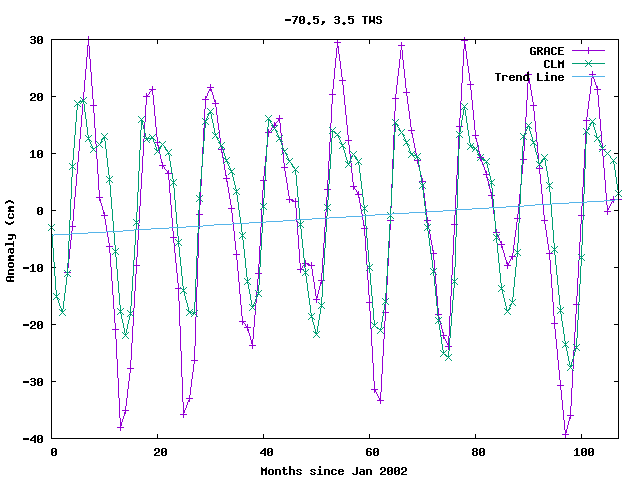 -70.5, 3.5 TWS
GRACE
CLM
Trend Line
30
20
10
0
-10
-20
-30
-40
Anomaly (cm)
0 20 40 60 80 100
Months since Jan 2002